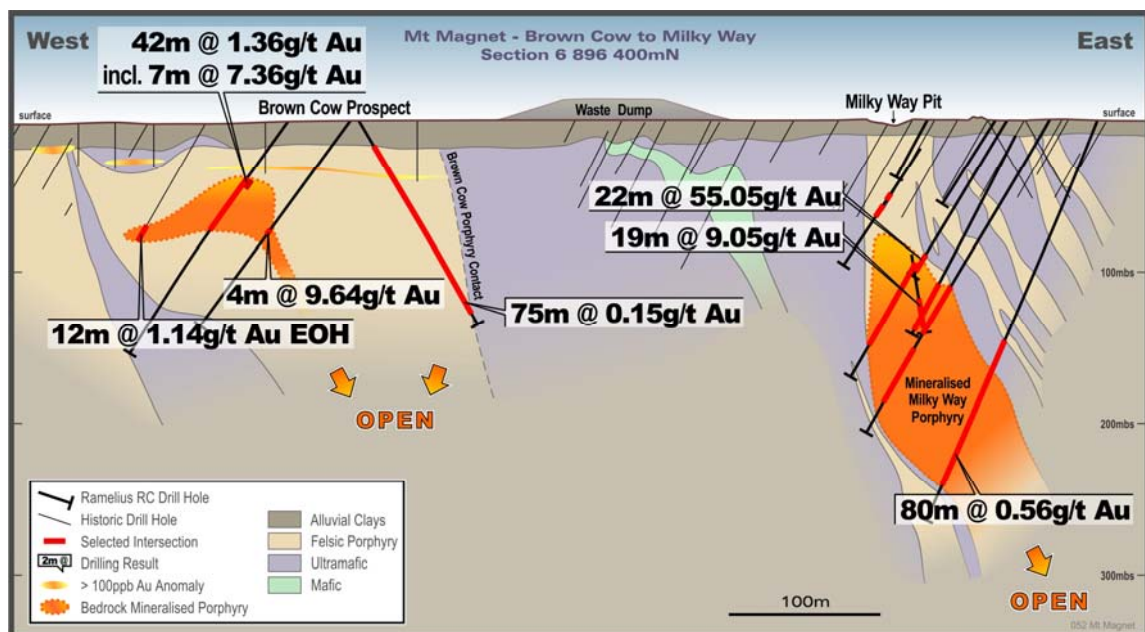 West
42m @ 1.36g/t Au
incl. 7m @ 7.36g/t Au
Mt Magnet - Brown Cow to Milky Way
Section 6 896 400mN
East
surface
Brown Cow Prospect
Waste Dump
Milky Way Pit
surface
Brown Cow Porphyry Contact
22m @ 55.05g/t Au
19m @ 9.05g/t Au
100mbs
4m @ 9.64g/t Au
75m @ 0.15g/t Au
12m @ 1.14g/t Au EOH
Mineralised
Milky Way
Porphyry
OPEN
200mbs
80m @ 0.56g/t Au
Ramelius RC Drill Hole
Historic Drill Hole
Selected Intersection
2m @
Drilling Result
> 100ppb Au Anomaly
Bedrock Mineralised Porphyry
Alluvial Clays
Felsic Porphyry
Ultramafic
Mafic
100m
300mbs
OPEN
052 Mt Magnet